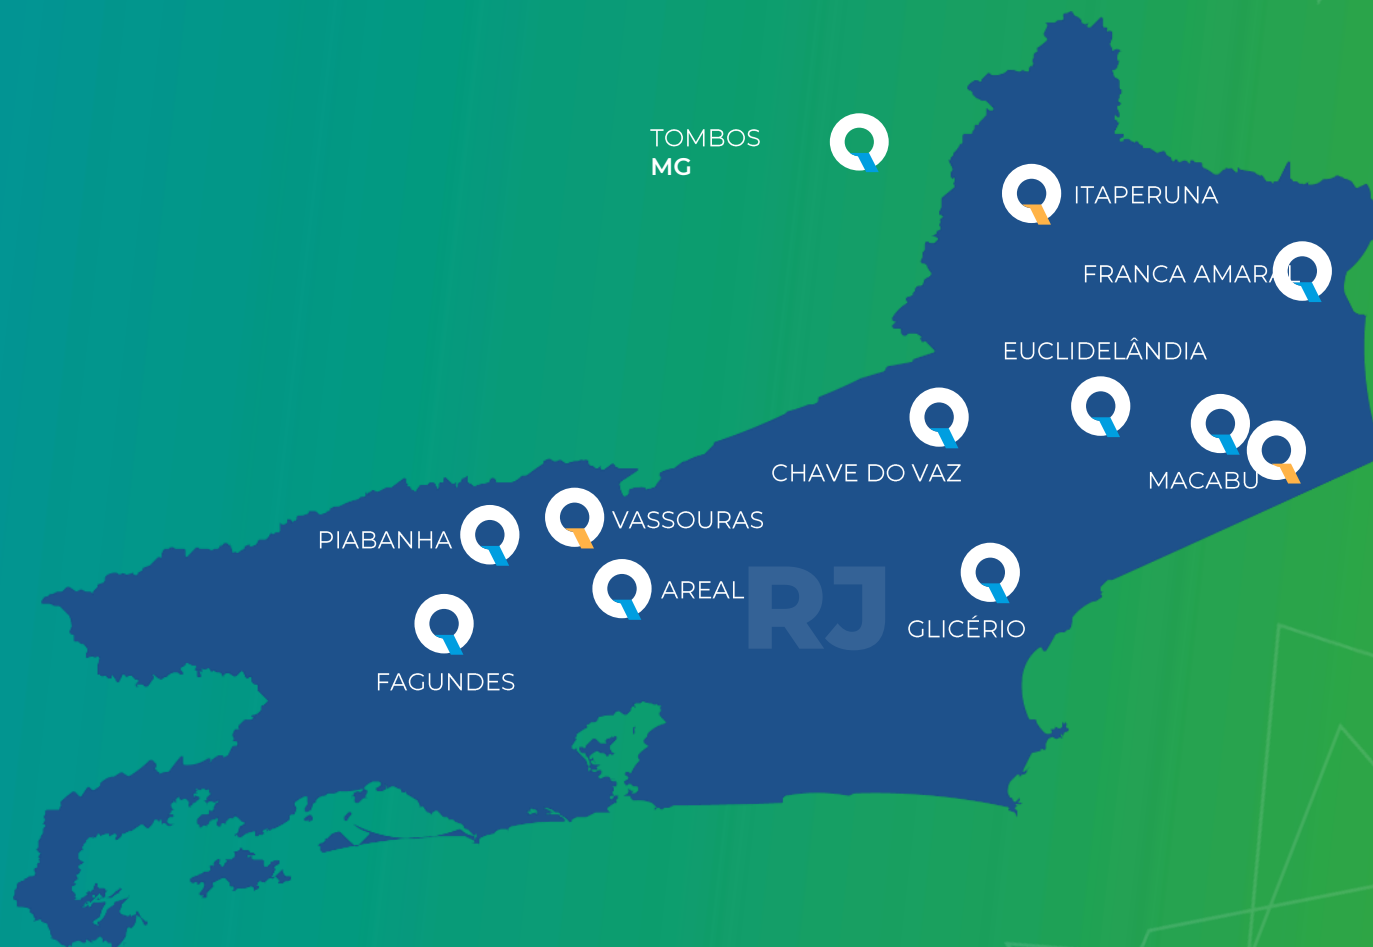 TOMBOS
MG
ITAPERUNA
FRANCA AMARAL
EUCLIDELÂNDIA
CHAVE DO VAZ
MACABU
VASSOURAS
PIABANHA
AREAL
RJ
GLICÉRIO
FAGUNDES